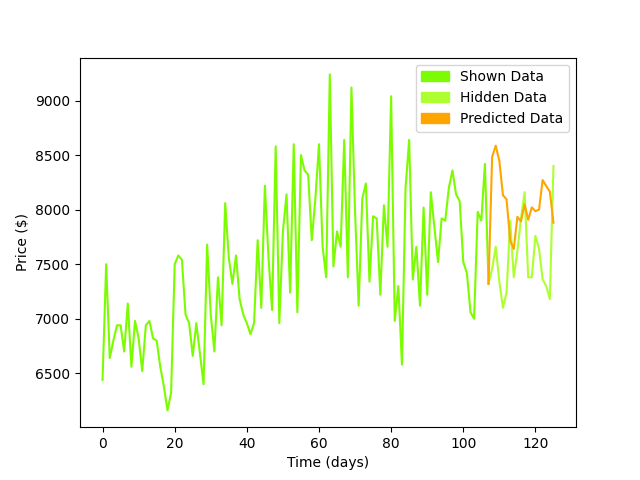 Shown Data
Hidden Data
Predicted Data
9000
8500
8000
7500
7000
6500
Price ($)
0 20 40 60 80 100 120
Time (days)